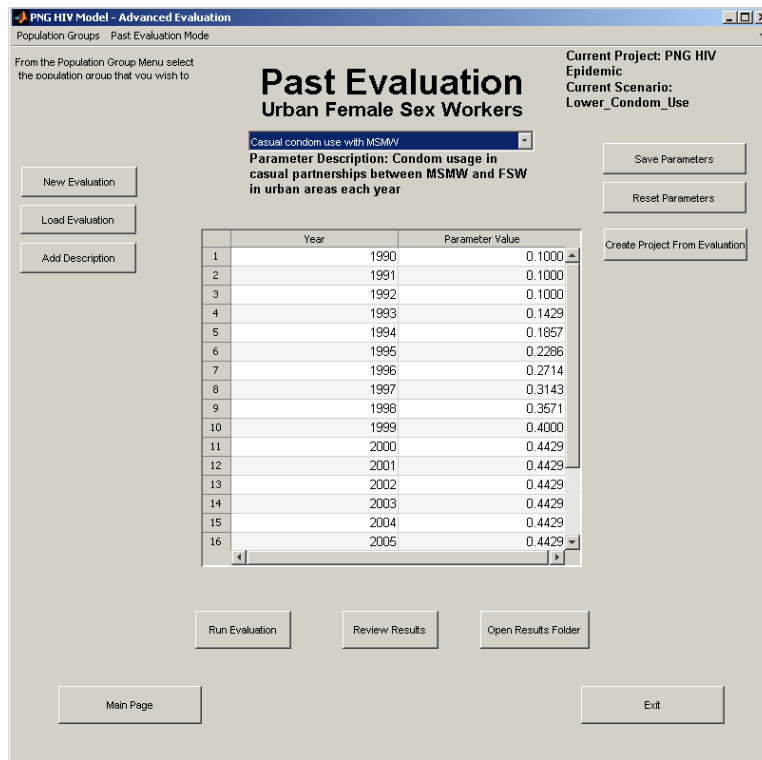 PNG HIV Model - Advanced Evaluation
Population Groups Past Evaluation Mode
From the Population Group Menu select
the population group that you wish to
Past Evaluation
Urban Female Sex Workers
Current Project: PNG HIV
Epidemic
Current Scenario:
Lower_Condom_Use
Casual condom use with MSMW
Parameter Description: Condom usage in
casual partnerships between MSMW and FSW
in urban areas each year
New Evaluation
Load Evaluation
Add Description
Save Parameters
Reset Parameters
Create Project From Evaluation
Year Parameter Value
1 1990 0.1000
2 1991 0.1000
3 1992 0.1000
4 1993 0.1429
5 1994 0.1857
6 1995 0.2286
7 1996 0.2714
8 1997 0.3143
9 1998 0.3571
10 1999 0.4000
11 2000 0.4429
12 2001 0.4429
13 2002 0.4429
14 2003 0.4429
15 2004 0.4429
16 2005 0.4429
Run Evaluation Review Results Open Results Folder
Main Page Exit